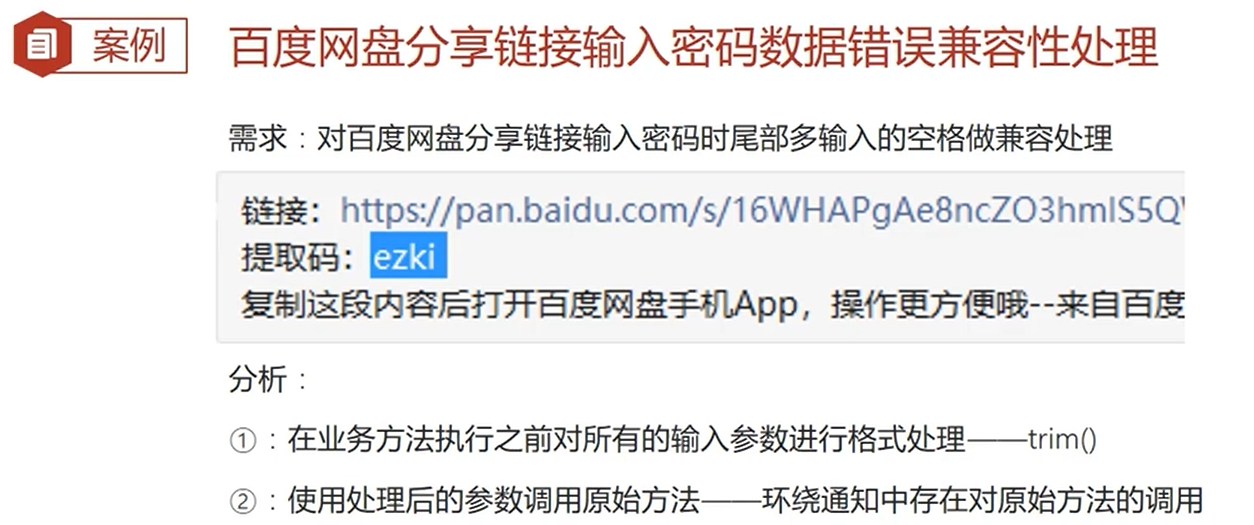 案例
百度网盘分享链接输入密码数据错误兼容性处理
需求：对百度网盘分享链接输入密码时尾部多输入的空格做兼容处理
链接：https://pan.baidu.com/s/16WHAPgAe8ncZO3hmIS5Q
提取码：ezki
复制这段内容后打开百度网盘手机App，操作更方便哦--来自百度
分析：
①：在业务方法执行之前对所有的输入参数进行格式处理——trim()
②：使用处理后的参数调用原始方法——环绕通知中存在对原始方法的调用